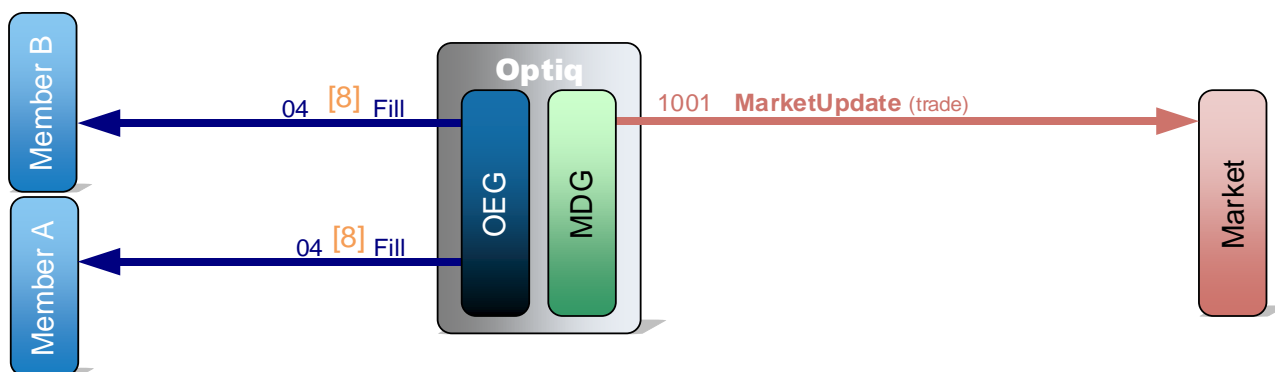 Member B
Member A
04 [8] Fill
04 [8] Fill
Optiq
OEG
MDG
1001 MarketUpdate (trade)
Market